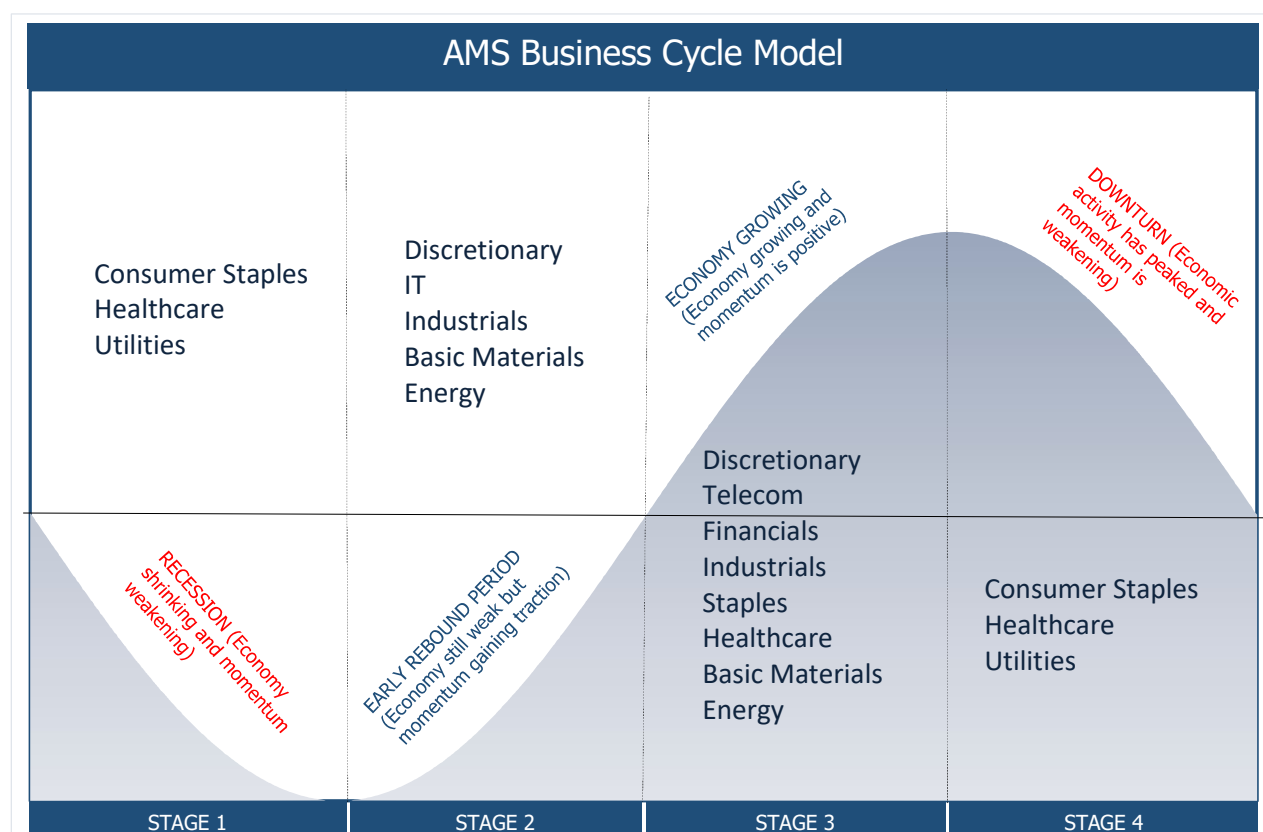 AMS Business Cycle Model
Consumer Staples
Healthcare
Utilities
RECESSION (Economy
shrinking and momentum
weakening)
Discretionary
IT
Industrials
Basic Materials
Energy
EARLY REBOUND PERIOD
(Economy still weak but
momentum gaining traction)
ECONOMY GROWING
(Economy growing and
momentum is positive)
Discretionary
Telecom
Financials
Industrials
Staples
Healthcare
Basic Materials
Energy
DOWNTURN (Economic
activity has peaked and
momentum is
weakening)
Consumer Staples
Healthcare
Utilities
STAGE 1
STAGE 2
STAGE 3
STAGE 4